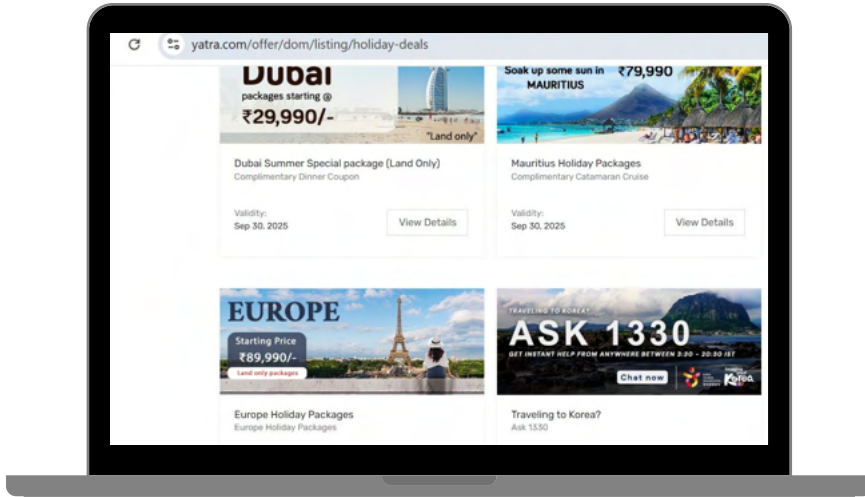 yatra.com/offer/dom/listing/holiday-deals
Dubai
packages starting @
₹29,990/-
"Land only"
Soak up some sun in
MAURITIUS
₹79,990
Dubai Summer Special package (Land Only)
Complimentary Dinner Coupon
Validity:
Sep 30, 2025
View Details
Mauritius Holiday Packages
Complimentary Catamaran Cruise
Validity:
Sep 30, 2025
View Details
EUROPE
Starting Price
₹89,990/-
Land only packages
TRAVELING TO KOREA?
ASK 1330
GET INSTANT HELP FROM ANYWHERE BETWEEN 3:30 - 20:30 IST
Chat now
Korea
Europe Holiday Packages
Europe Holiday Packages
Traveling to Korea?
Ask 1330